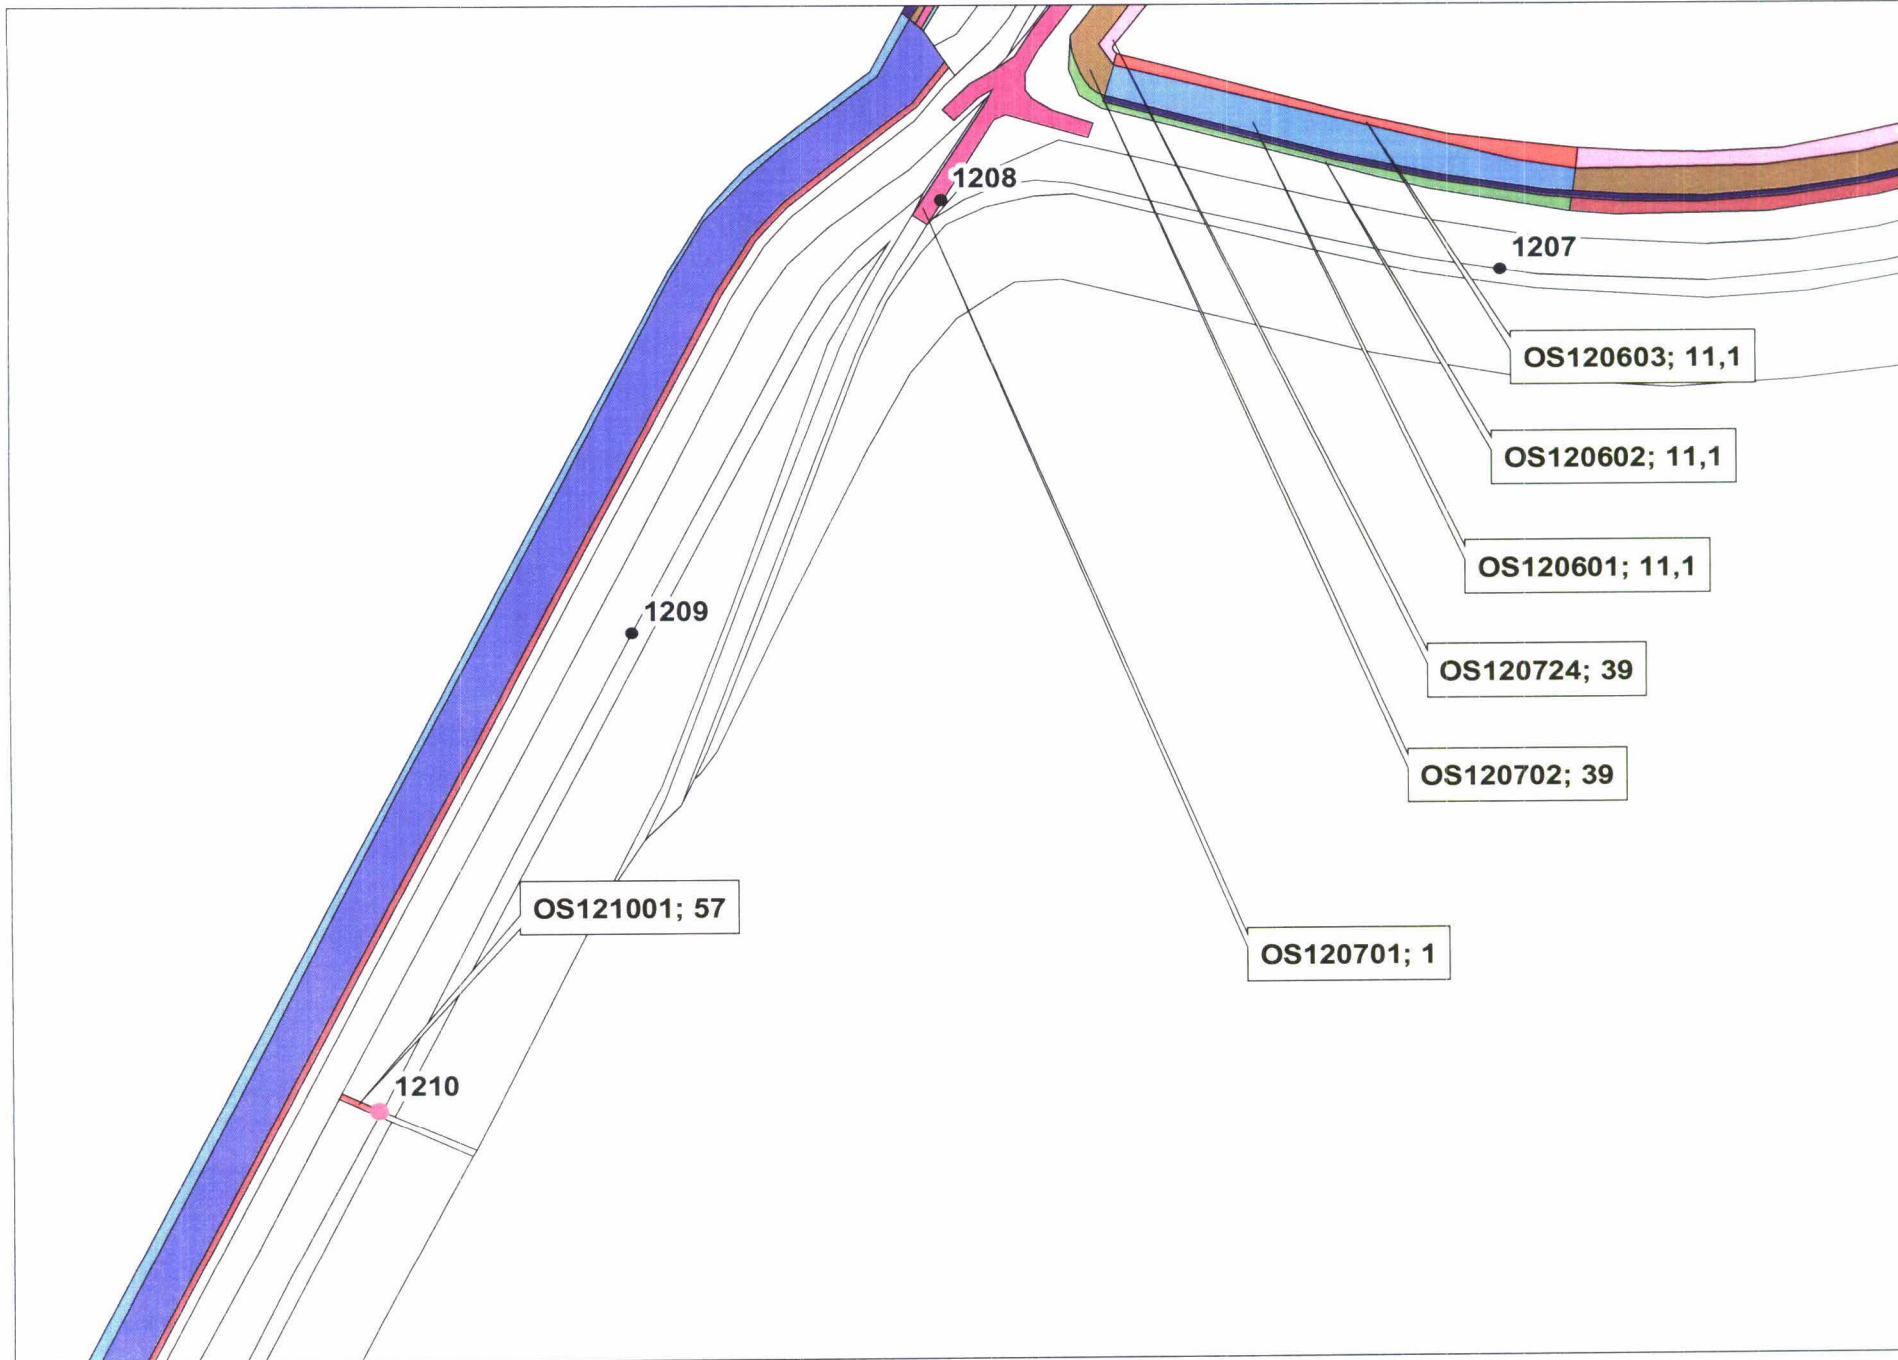 1208
1207
OS120603; 11,1
OS120602; 11,1
OS120601; 11,1
1209
OS120724; 39
OS120702; 39
OS121001; 57
OS120701; 1
1210